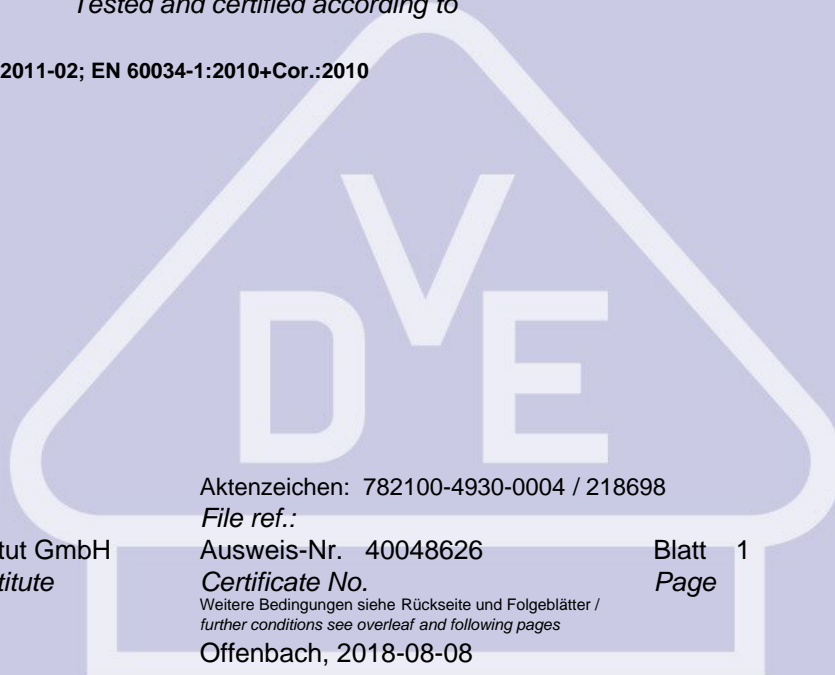 Tested and certified according to
2011-02; EN 60034-1:2010+Cor.:2010
VDE
Aktenzeichen: 782100-4930-0004 / 218698
File ref.:
tut GmbH Ausweis-Nr. 40048626 Blatt 1
titute Certificate No. Page
Weitere Bedingungen siehe Rückseite und Folgeblätter /
further conditions see overleaf and following pages
Offenbach, 2018-08-08